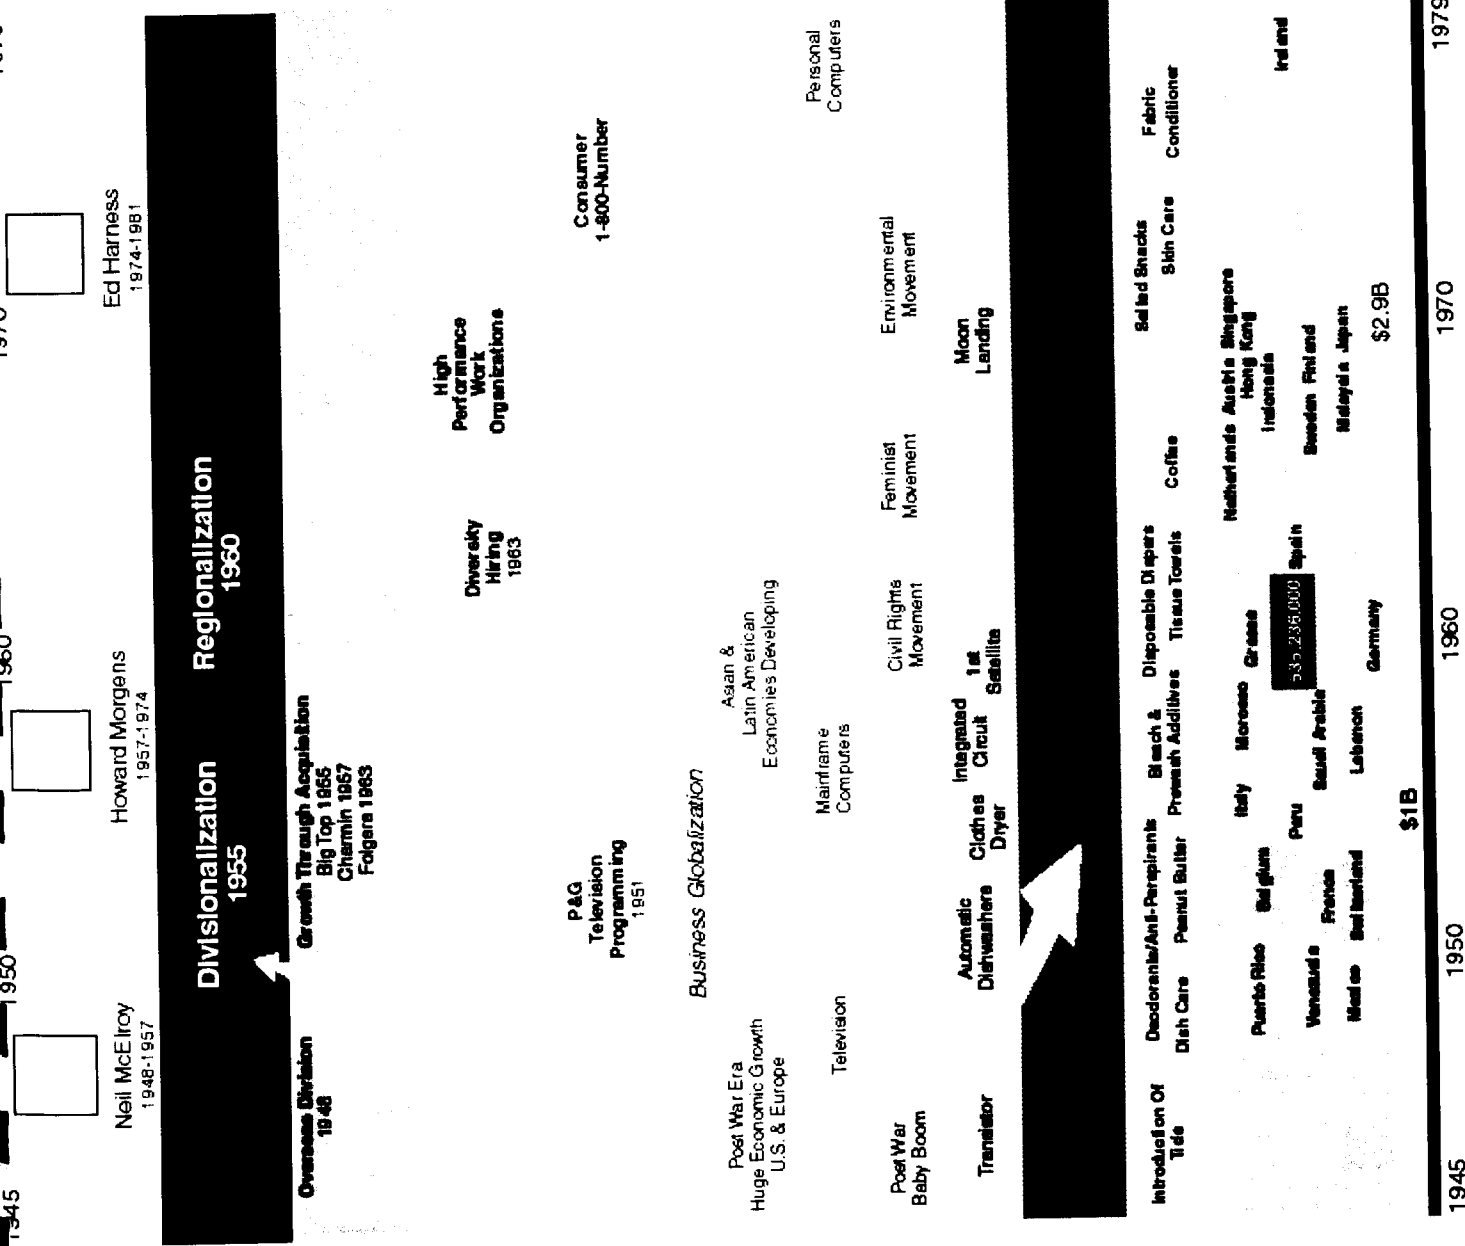 1945
1950
1960
1970
Neil McElroy
1948-1957
Howard Morgens
1957-1974
Ed Harness
1974-1981
Divisionalization
1955
Regionalization
1960
Overseas Division
1948
Growth Through Acquisition
Big Top 1955
Charmin 1957
Folgers 1963
High
Performance
Work
Organizations
Diversity
Hiring
1963
P&G
Television
Programming
1951
Consumer
1-800-Number
Business Globalization
Post War Era
Huge Economic Growth
U.S. & Europe
Asian &
Latin American
Economies Developing
Television
Mainframe
Computers
Personal
Computers
Post War
Baby Boom
Civil Rights
Movement
Feminist
Movement
Environmental
Movement
Transistor
Automatic
Dishwashers
Clothes
Dryer
Integrated
Circuit
1st
Satellite
Moon
Landing
Introduction Of
Tide
Deodorants/Anti-Perspirants
Dish Care
Peanut Butter
Bleach &
Prewash Additives
Disposable Diapers
Tissue Towels
Coffee
Salted Snacks
Skin Care
Fabric
Conditioner
Puerto Rico
Belgium
Italy
Morocco
Greece
Netherlands Austria Singapore
Hong Kong
Indonesia
Venezuela
France
Peru
Saudi Arabia
Spain
Sweden Finland
Ireland
Mexico
Switzerland
Lebanon
Germany
Malaysia Japan
$1B
$2.9B
1945
1950
1960
1970
1979